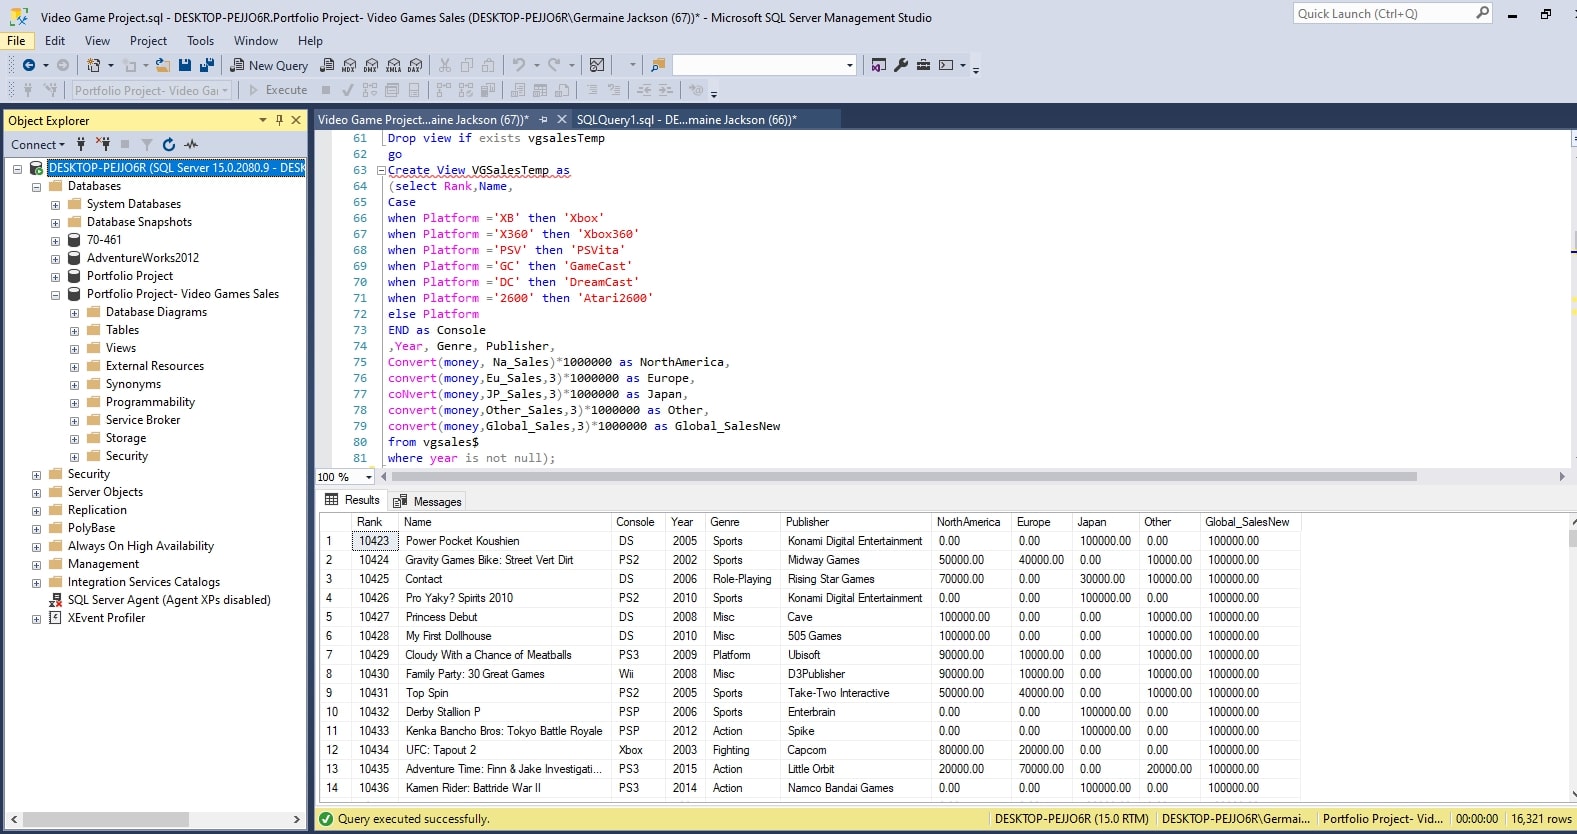 Video Game Project.sql - DESKTOP-PEJJO6R.Portfolio Project- Video Games Sales (DESKTOP-PEJJO6R\Germaine Jackson (67))* - Microsoft SQL Server Management Studio
Quick Launch (Ctrl+Q)
File Edit View Project Tools Window Help
New Query MDX DMX XMLA DAX
Portfolio Project- Video Gar Execute
Object Explorer
Connect
DESKTOP-PEJJO6R (SQL Server 15.0.2080.9 - DESK
Databases
System Databases
Database Snapshots
70-461
AdventureWorks2012
Portfolio Project
Portfolio Project- Video Games Sales
Database Diagrams
Tables
Views
External Resources
Synonyms
Programmability
Service Broker
Storage
Security
Security
Server Objects
Replication
PolyBase
Always On High Availability
Management
Integration Services Catalogs
SQL Server Agent (Agent XPs disabled)
XEvent Profiler
Video Game Project...aine Jackson (67))* SQLQuery1.sql - DE...maine Jackson (66))*
61 Drop view if exists vgsalesTemp
62 go
63 Create View VGSalesTemp as
64 (select Rank,Name,
65 Case
66 when Platform ='XB' then 'Xbox'
67 when Platform ='X360' then 'Xbox360'
68 when Platform ='PSV' then 'PSVita'
69 when Platform ='GC' then 'GameCast'
70 when Platform ='DC' then 'DreamCast'
71 when Platform ='2600' then 'Atari2600'
72 else Platform
73 END as Console
74 ,Year, Genre, Publisher,
75 Convert(money, Na_Sales)*1000000 as NorthAmerica,
76 convert(money,Eu_Sales,3)*1000000 as Europe,
77 coNvert(money,JP_Sales,3)*1000000 as Japan,
78 convert(money,Other_Sales,3)*1000000 as Other,
79 convert(money,Global_Sales,3)*1000000 as Global_SalesNew
80 from vgsales$
81 where year is not null);
100 %
Results Messages
Rank Name Console Year Genre Publisher NorthAmerica Europe Japan Other Global_SalesNew
1 10423 Power Pocket Koushien DS 2005 Sports Konami Digital Entertainment 0.00 0.00 100000.00 0.00 100000.00
2 10424 Gravity Games Bike: Street Vert Dirt PS2 2002 Sports Midway Games 50000.00 40000.00 0.00 10000.00 100000.00
3 10425 Contact DS 2006 Role-Playing Rising Star Games 70000.00 0.00 30000.00 10000.00 100000.00
4 10426 Pro Yaky? Spirits 2010 PS2 2010 Sports Konami Digital Entertainment 0.00 0.00 100000.00 0.00 100000.00
5 10427 Princess Debut DS 2008 Misc Cave 100000.00 0.00 0.00 10000.00 100000.00
6 10428 My First Dollhouse DS 2010 Misc 505 Games 100000.00 0.00 0.00 10000.00 100000.00
7 10429 Cloudy With a Chance of Meatballs PS3 2009 Platform Ubisoft 90000.00 10000.00 0.00 10000.00 100000.00
8 10430 Family Party: 30 Great Games Wii 2008 Misc D3Publisher 90000.00 10000.00 0.00 10000.00 100000.00
9 10431 Top Spin PS2 2005 Sports Take-Two Interactive 50000.00 40000.00 0.00 10000.00 100000.00
10 10432 Derby Stallion P PSP 2006 Sports Enterbrain 0.00 0.00 100000.00 0.00 100000.00
11 10433 Kenka Bancho Bros: Tokyo Battle Royale PSP 2012 Action Spike 0.00 0.00 100000.00 0.00 100000.00
12 10434 UFC: Tapout 2 Xbox 2003 Fighting Capcom 80000.00 20000.00 0.00 0.00 100000.00
13 10435 Adventure Time: Finn & Jake Investigati... PS3 2015 Action Little Orbit 20000.00 70000.00 0.00 20000.00 100000.00
14 10436 Kamen Rider: Battride War II PS3 2014 Action Namco Bandai Games 0.00 0.00 100000.00 0.00 100000.00
Query executed successfully. DESKTOP-PEJJO6R (15.0 RTM) DESKTOP-PEJJO6R\Germai... Portfolio Project- Vid... 00:00:00 16,321 rows